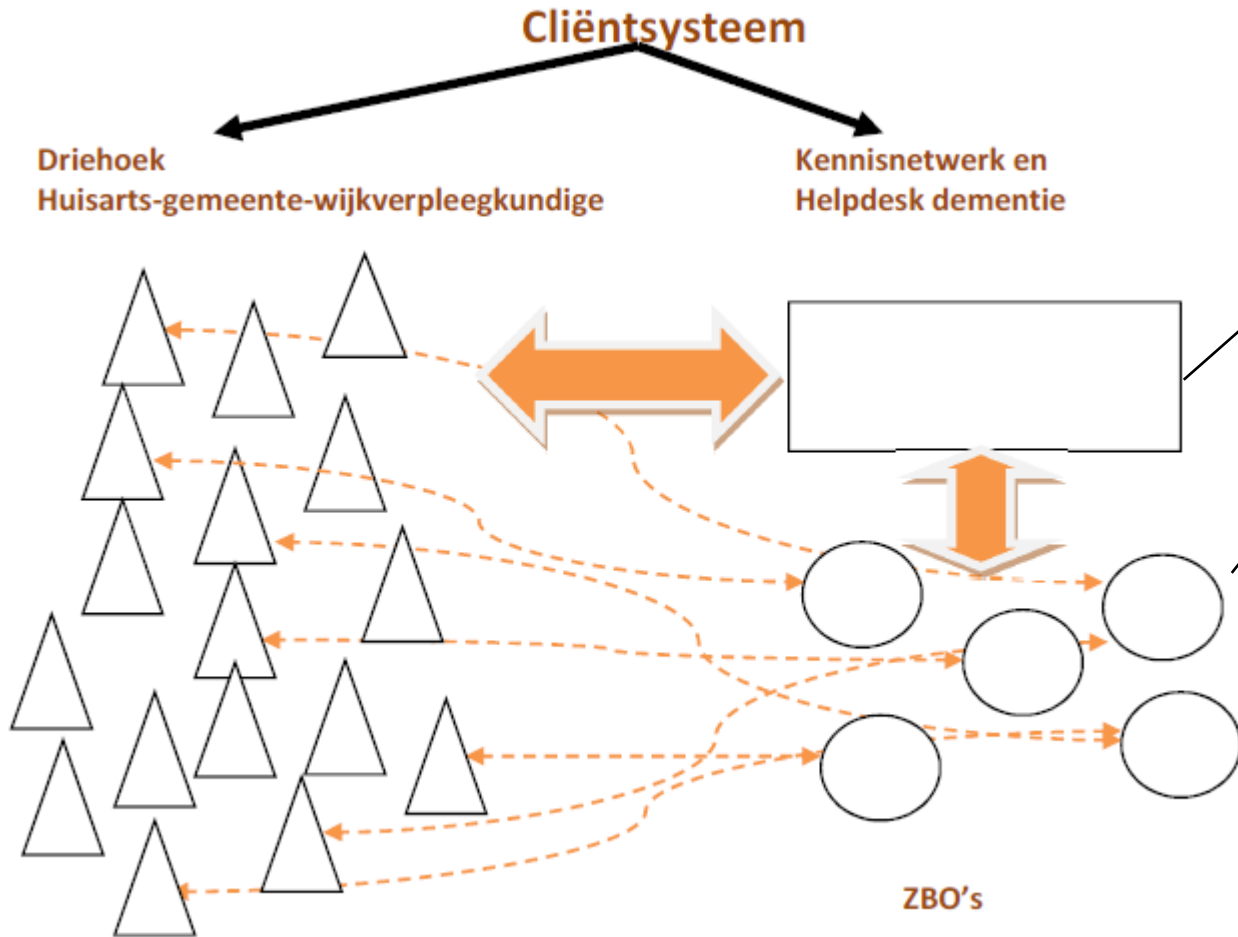 Cliëntsysteem
Driehoek
Huisarts-gemeente-wijkverpleegkundige
Kennisnetwerk en
Helpdesk dementie
ZBO's